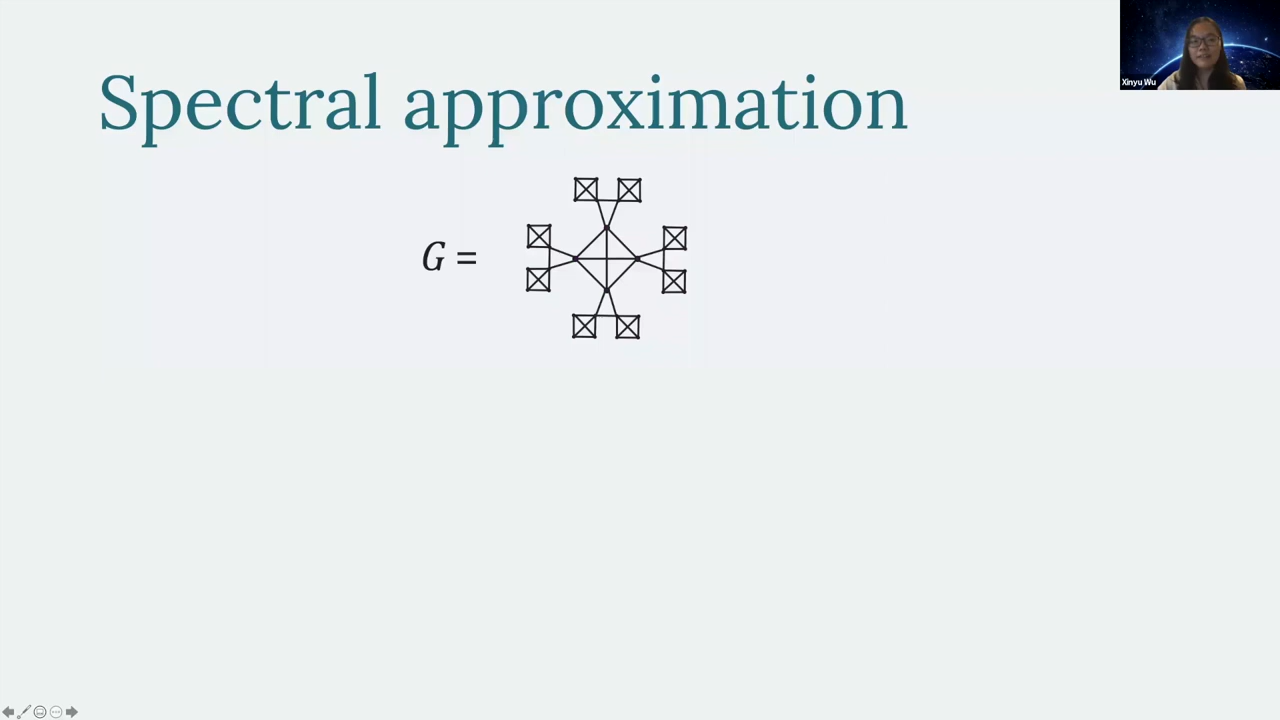 Xinyu Wu
Spectral approximation
G =